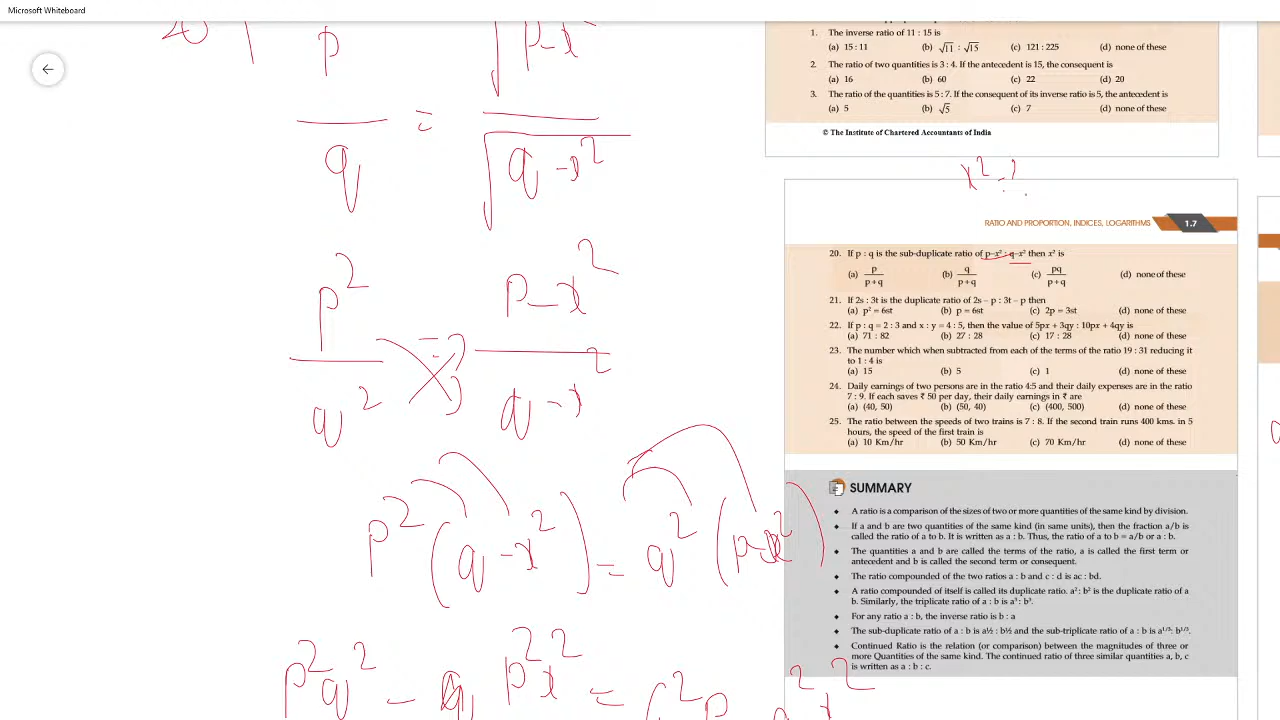 Microsoft Whiteboard
p / q = √p-x² / √q-x²
p² / q² = p-x² / q-x²
p² (q-x²) = q² (p-x²)
x² = ?
1. The inverse ratio of 11 : 15 is
(a) 15 : 11 (b) √11 : √15 (c) 121 : 225 (d) none of these
2. The ratio of two quantities is 3 : 4. If the antecedent is 15, the consequent is
(a) 16 (b) 60 (c) 22 (d) 20
3. The ratio of the quantities is 5 : 7. If the consequent of its inverse ratio is 5, the antecedent is
(a) 5 (b) √5 (c) 7 (d) none of these
© The Institute of Chartered Accountants of India
RATIO AND PROPORTION, INDICES, LOGARITHMS 1.7
20. If p : q is the sub-duplicate ratio of p–x² : q–x² then x² is
(a) p/p+q (b) q/p+q (c) pq/p+q (d) none of these
21. If 2s : 3t is the duplicate ratio of 2s – p : 3t – p then
(a) p² = 6st (b) p = 6st (c) 2p = 3st (d) none of these
22. If p : q = 2 : 3 and x : y = 4 : 5, then the value of 5px + 3qy : 10px + 4qy is
(a) 71 : 82 (b) 27 : 28 (c) 17 : 28 (d) none of these
23. The number which when subtracted from each of the terms of the ratio 19 : 31 reducing it
to 1 : 4 is
(a) 15 (b) 5 (c) 1 (d) none of these
24. Daily earnings of two persons are in the ratio 4:5 and their daily expenses are in the ratio
7 : 9. If each saves ₹ 50 per day, their daily earnings in ₹ are
(a) (40, 50) (b) (50, 40) (c) (400, 500) (d) none of these
25. The ratio between the speeds of two trains is 7 : 8. If the second train runs 400 kms. in 5
hours, the speed of the first train is
(a) 10 Km/hr (b) 50 Km/hr (c) 70 Km/hr (d) none of these
SUMMARY
♦ A ratio is a comparison of the sizes of two or more quantities of the same kind by division.
♦ If a and b are two quantities of the same kind (in same units), then the fraction a/b is
called the ratio of a to b. It is written as a : b. Thus, the ratio of a to b = a/b or a : b.
♦ The quantities a and b are called the terms of the ratio, a is called the first term or
antecedent and b is called the second term or consequent.
♦ The ratio compounded of the two ratios a : b and c : d is ac : bd.
♦ A ratio compounded of itself is called its duplicate ratio. a² : b² is the duplicate ratio of a
b. Similarly, the triplicate ratio of a : b is a³ : b³.
♦ For any ratio a : b, the inverse ratio is b : a
♦ The sub-duplicate ratio of a : b is a½ : b½ and the sub-triplicate ratio of a : b is a¹ᐟ³: b¹ᐟ³.
♦ Continued Ratio is the relation (or comparison) between the magnitudes of three or
more Quantities of the same kind. The continued ratio of three similar quantities a, b, c
is written as a : b : c.